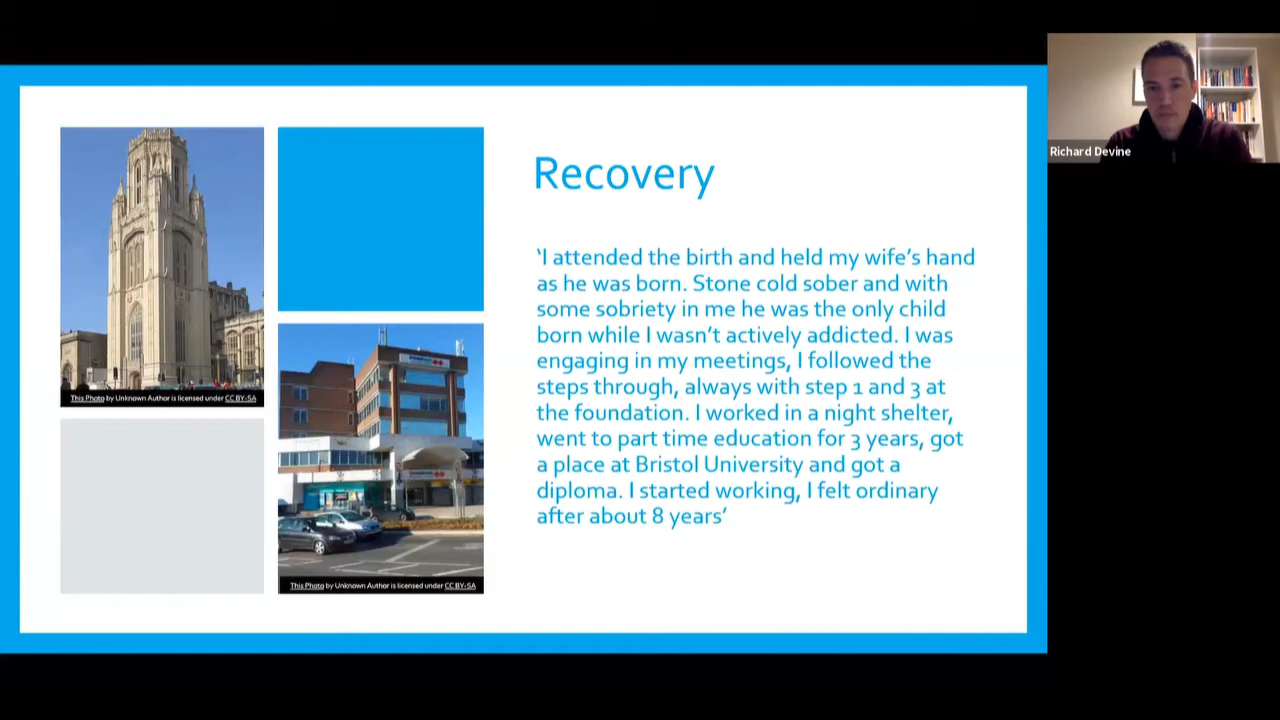 Recovery
‘I attended the birth and held my wife’s hand
as he was born. Stone cold sober and with
some sobriety in me he was the only child
born while I wasn’t actively addicted. I was
engaging in my meetings, I followed the
steps through, always with step 1 and 3 at
the foundation. I worked in a night shelter,
went to part time education for 3 years, got
a place at Bristol University and got a
diploma. I started working, I felt ordinary
after about 8 years’
This Photo by Unknown Author is licensed under CC BY-SA
This Photo by Unknown Author is licensed under CC BY-SA
Richard Devine